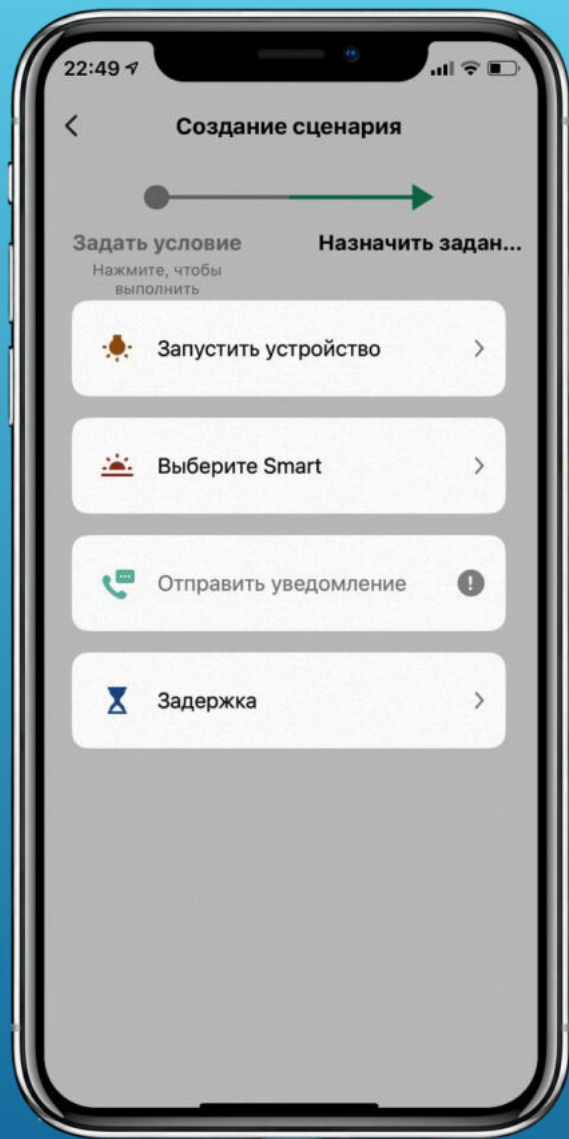 22:49
Создание сценария
Задать условие
Назначить задан...
Нажмите, чтобы
выполнить
Запустить устройство
Выберите Smart
Отправить уведомление
Задержка